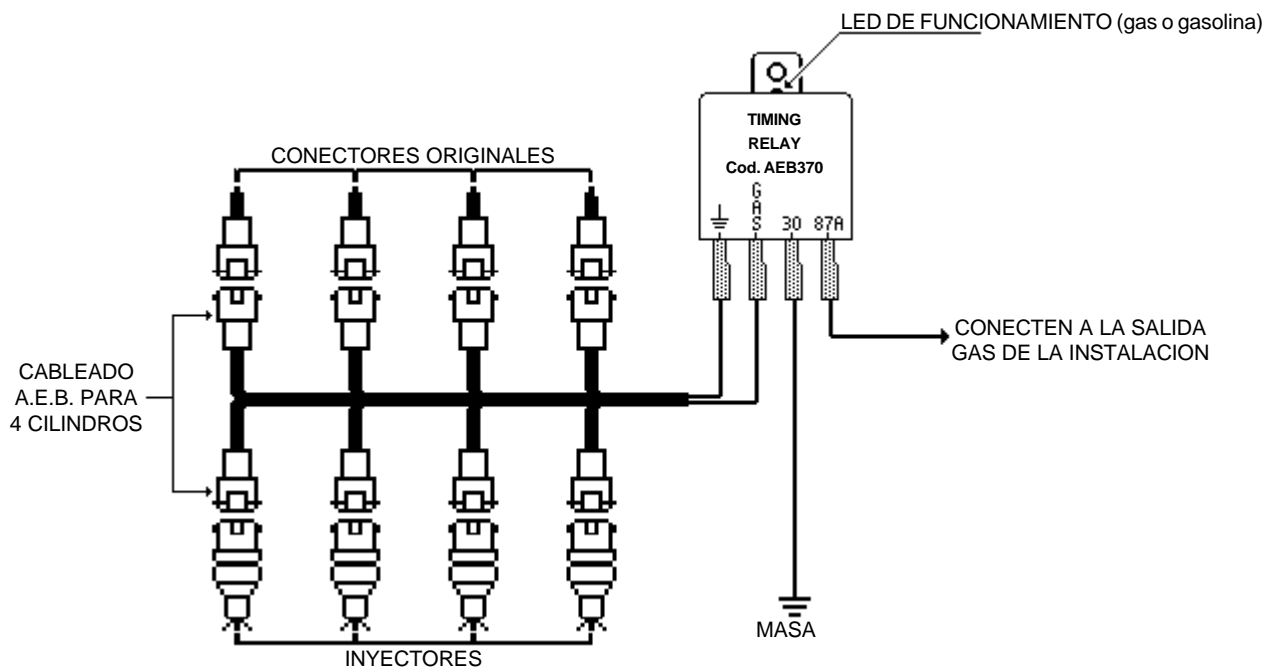 LED DE FUNCIONAMIENTO (gas o gasolina)
TIMING
RELAY
Cod. AEB370
GAS
30
87A
CONECTORES ORIGINALES
CONECTEN A LA SALIDA
GAS DE LA INSTALACION
CABLEADO
A.E.B. PARA
4 CILINDROS
MASA
INYECTORES